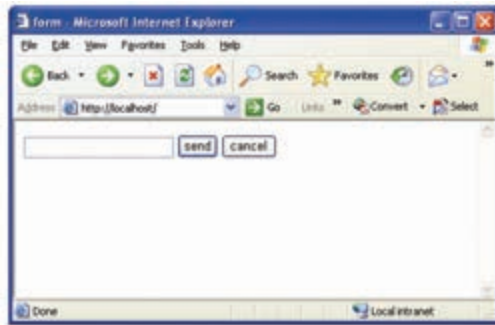 form - Microsoft Internet Explorer
File Edit View Favorites Tools Help
Back Search Favorites »
Address http://localhost/ Go Links » Convert Select
send cancel
Done Local intranet